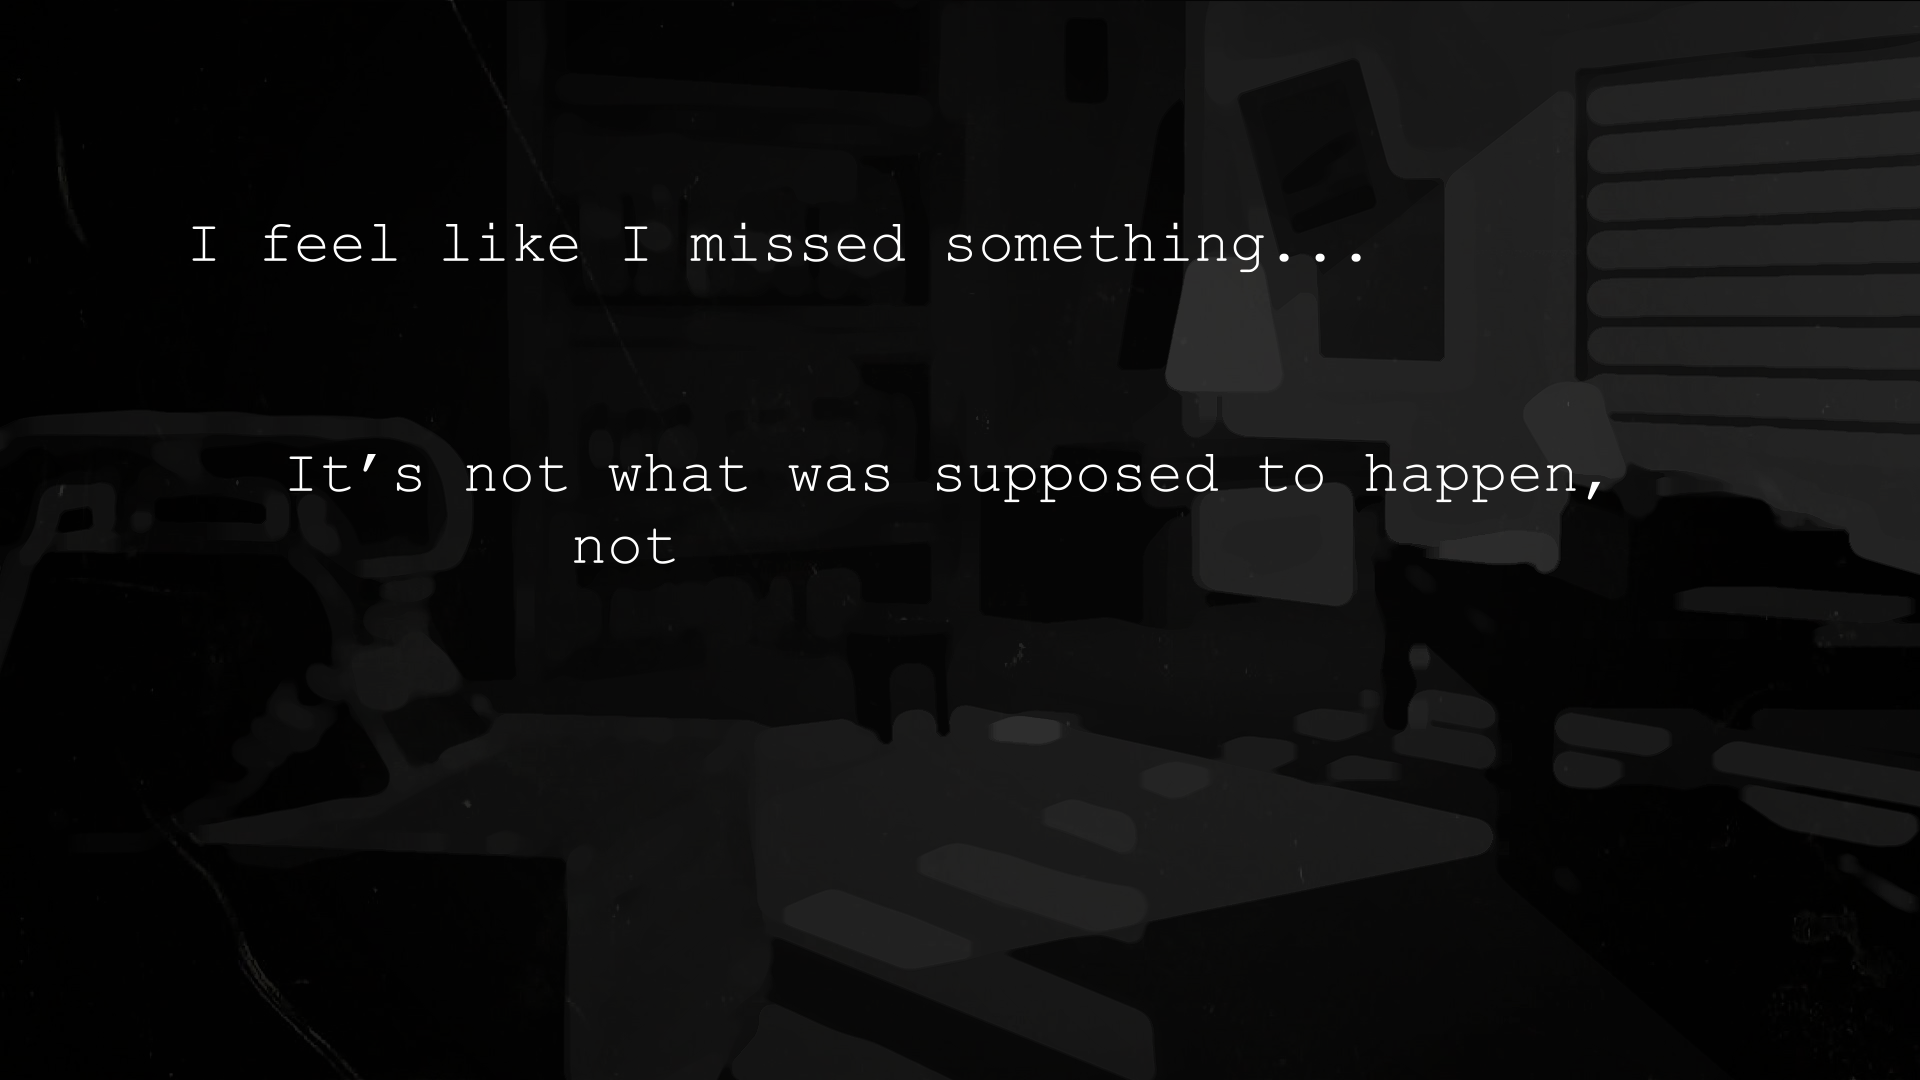 I feel like I missed something...
It’s not what was supposed to happen,
not